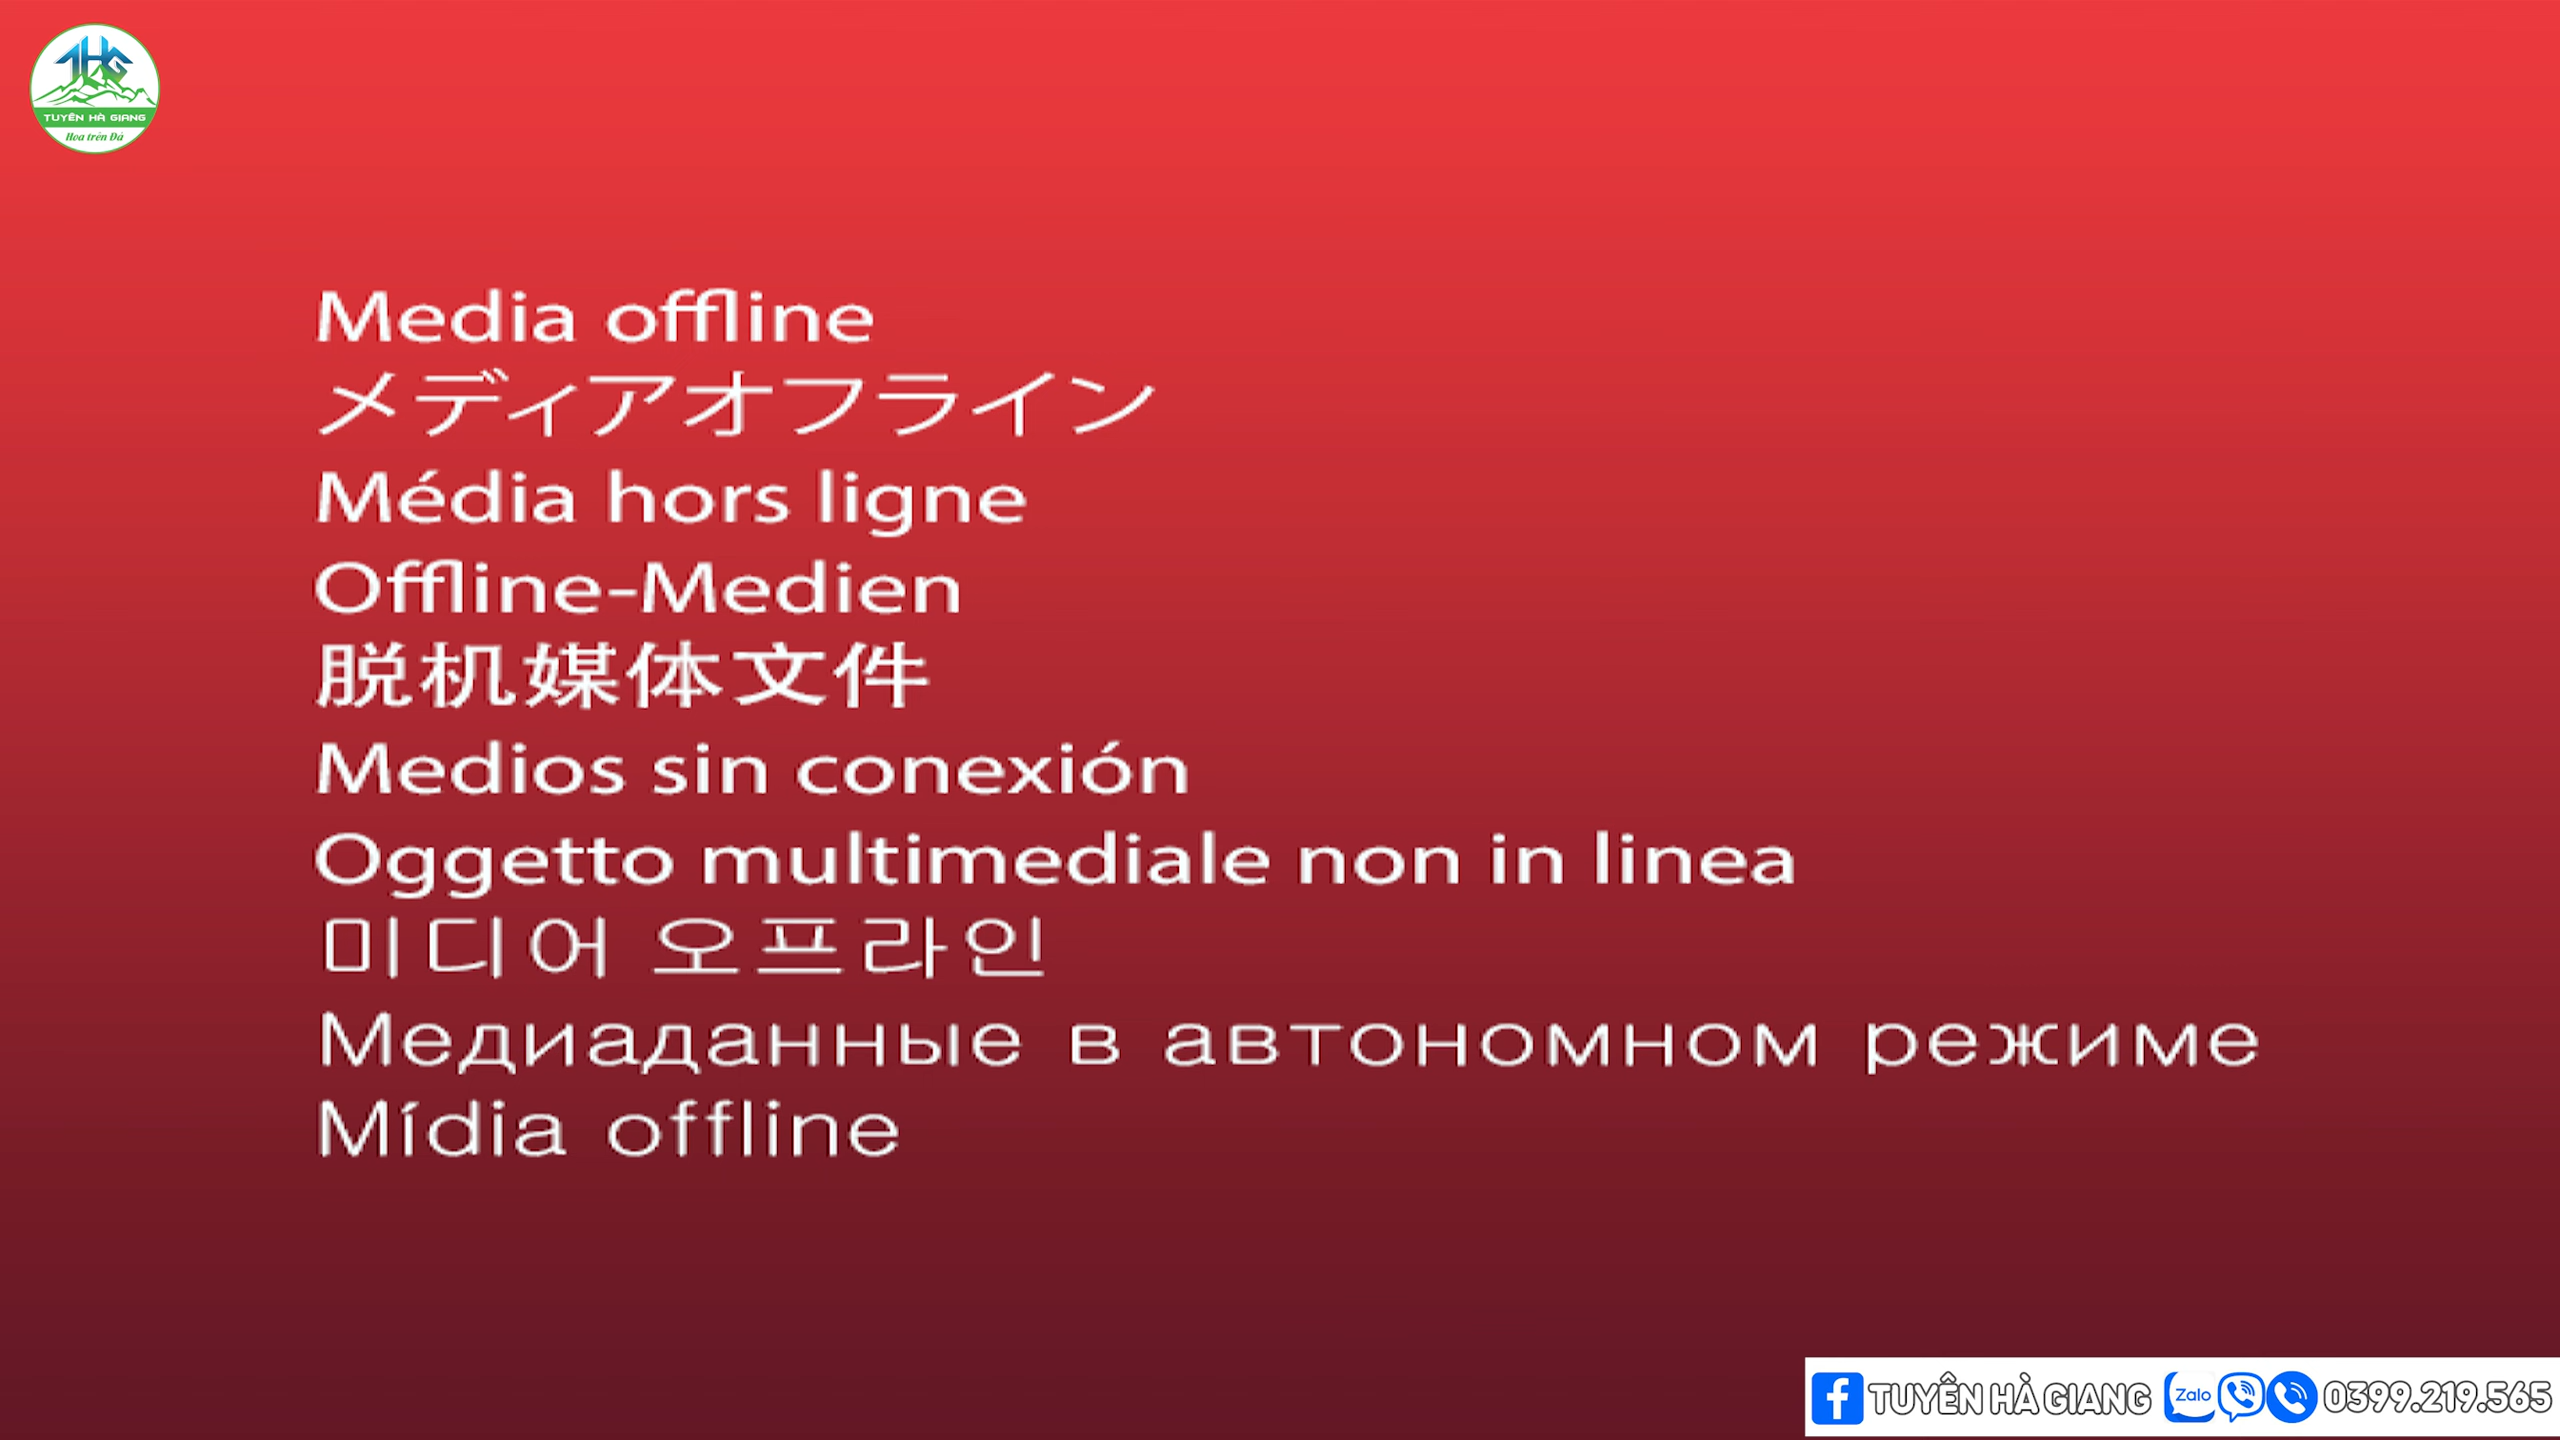 THG
TUYÊN HÀ GIANG
Hoa trên Đá
Media offline
メディアオフライン
Média hors ligne
Offline-Medien
脱机媒体文件
Medios sin conexión
Oggetto multimediale non in linea
미디어 오프라인
Медиаданные в автономном режиме
Mídia offline
TUYÊN HÀ GIANG Zalo 0399.219.565